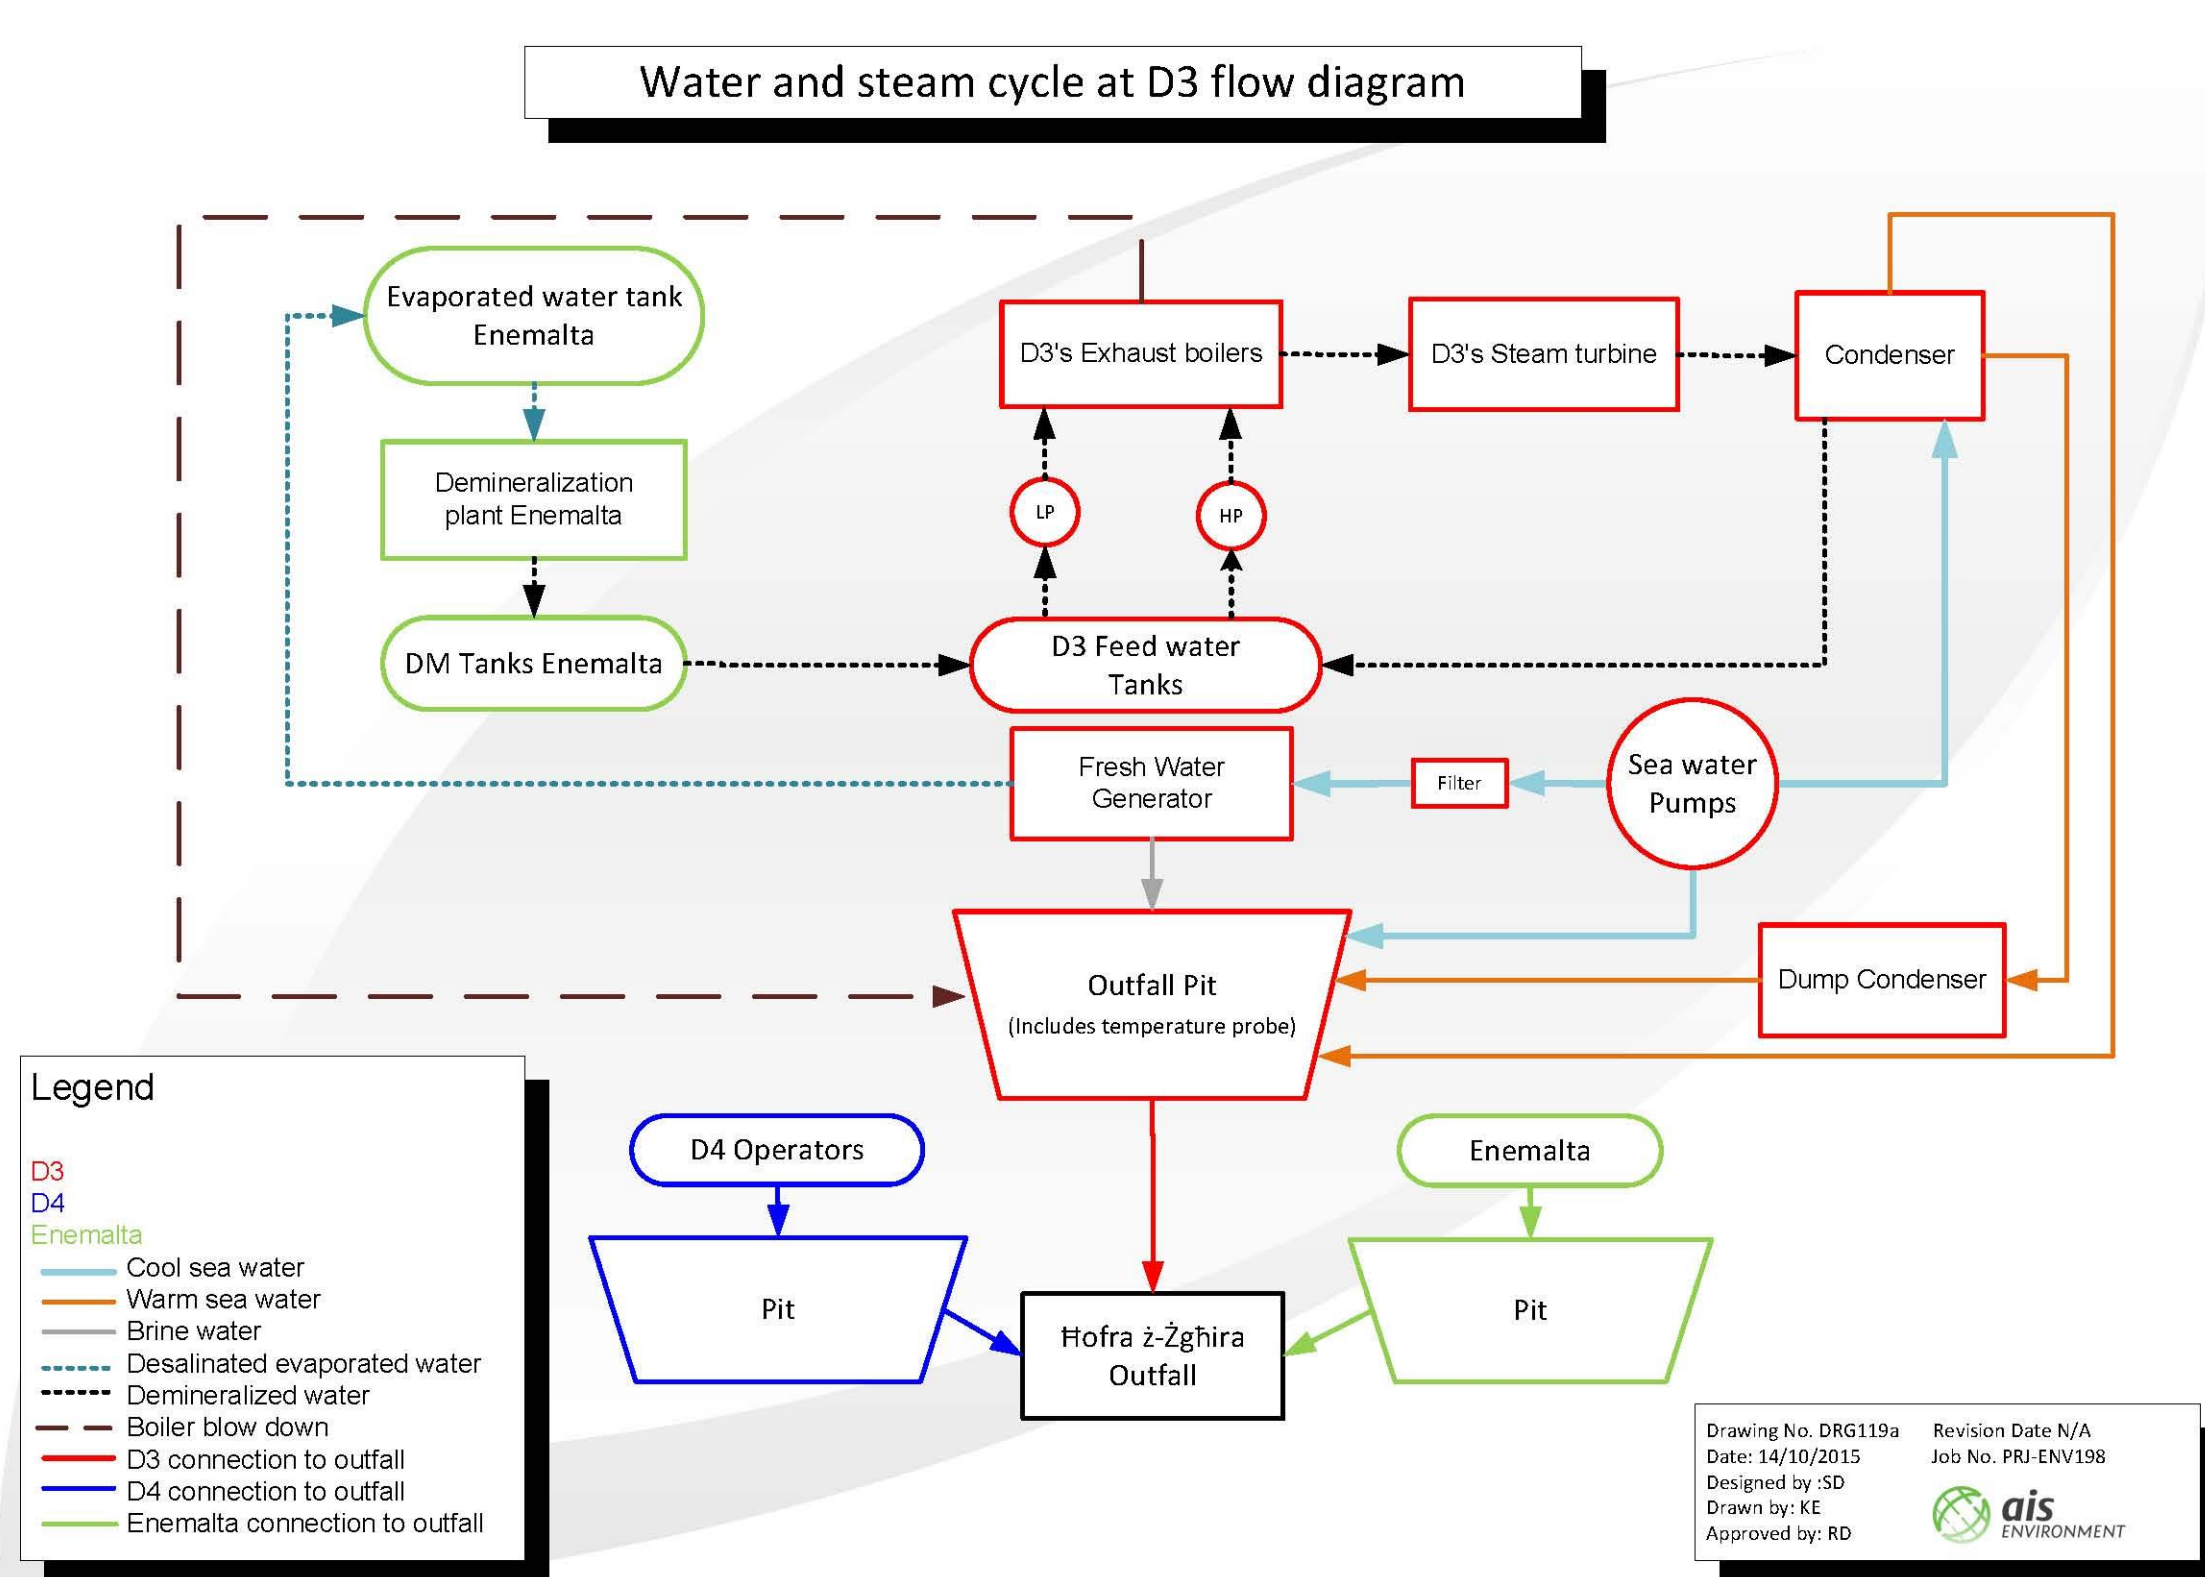 Water and steam cycle at D3 flow diagram
Evaporated water tank
Enemalta
D3's Exhaust boilers
D3's Steam turbine
Condenser
Demineralization
plant Enemalta
LP
HP
DM Tanks Enemalta
D3 Feed water
Tanks
Fresh Water
Generator
Filter
Sea water
Pumps
Outfall Pit
(Includes temperature probe)
Dump Condenser
D4 Operators
Enemalta
Pit
Pit
Ħofra ż-Żgħira
Outfall
Legend
D3
D4
Enemalta
Cool sea water
Warm sea water
Brine water
Desalinated evaporated water
Demineralized water
Boiler blow down
D3 connection to outfall
D4 connection to outfall
Enemalta connection to outfall
Drawing No. DRG119a
Date: 14/10/2015
Designed by :SD
Drawn by: KE
Approved by: RD
Revision Date N/A
Job No. PRJ-ENV198
ais
ENVIRONMENT